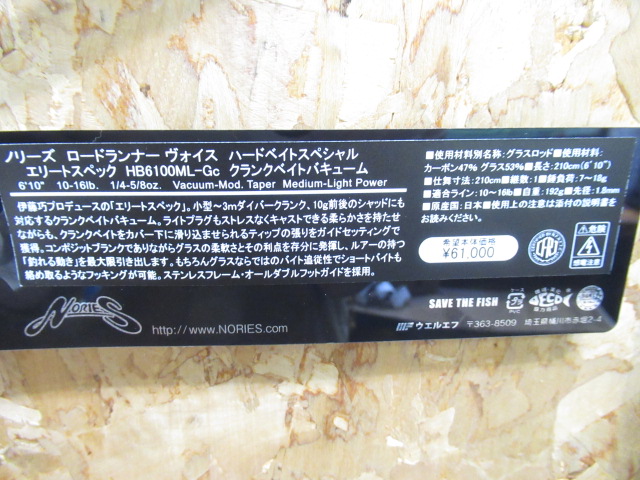 ノリーズ ロードランナー ヴォイス ハードベイトスペシャル
エリートスペック HB6100ML-Gc クランクベイトバキューム
6'10" 10-16lb. 1/4-5/8oz. Vacuum-Mod. Taper Medium-Light Power
伊藤巧プロデュースの「エリートスペック」。小型〜3mダイバークランク、10g前後のシャッドにも
対応するクランクベイトバキューム。ライトプラグもストレスなくキャストできる柔らかさを持たせ
ながらも、クランクベイトをカバー下に滑り込ませられるティップの張りをガイドセッティングで
獲得。コンポジットブランクでありながらグラスの柔軟さとその利点を存分に発揮し、ルアーの持つ
「釣れる動き」を最大限引き出します。もちろんグラスならではのバイト追従性でショートバイトも
絡め取るようなフッキングが可能。ステンレスフレーム・オールダブルフットガイドを採用。
■使用材料別名称:グラスロッド■使用材料:
カーボン47% グラス53%■長さ:210cm(6'10")
■仕舞寸法:210cm■継数:1■錘負荷:7〜18g
■適合ライン:10〜16lb■自重:192g■先径:1.8mm
■原産国:日本■使用上の注意は添付の説明書を
お読みください。
希望本体価格
¥61,000
感電注意
NORIES
http://www.NORIES.com
SAVE THE FISH
ケース
PVC
ECO
ウエルエフ
〒363-8509 埼玉県桶川市赤堀2-4